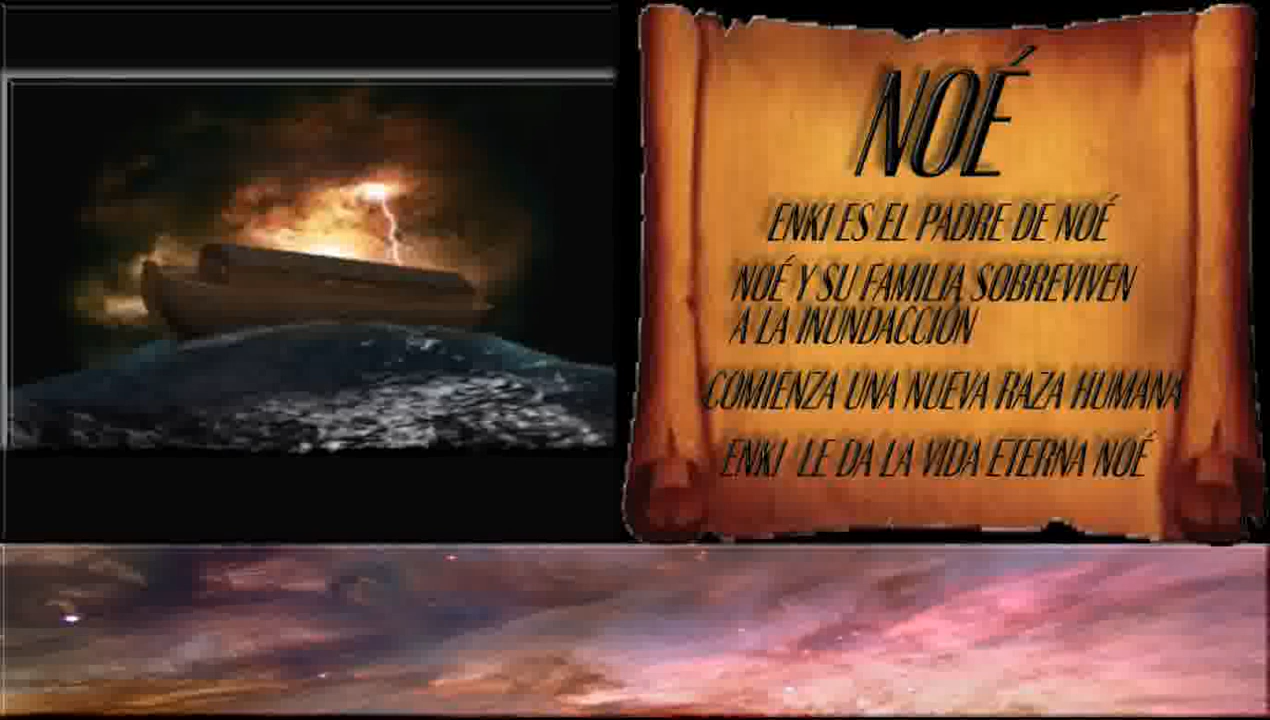 NOÉ
ENKI ES EL PADRE DE NOÉ
NOÉ Y SU FAMILIA SOBREVIVEN
A LA INUNDACCIÓN
COMIENZA UNA NUEVA RAZA HUMANA
ENKI LE DA LA VIDA ETERNA NOÉ